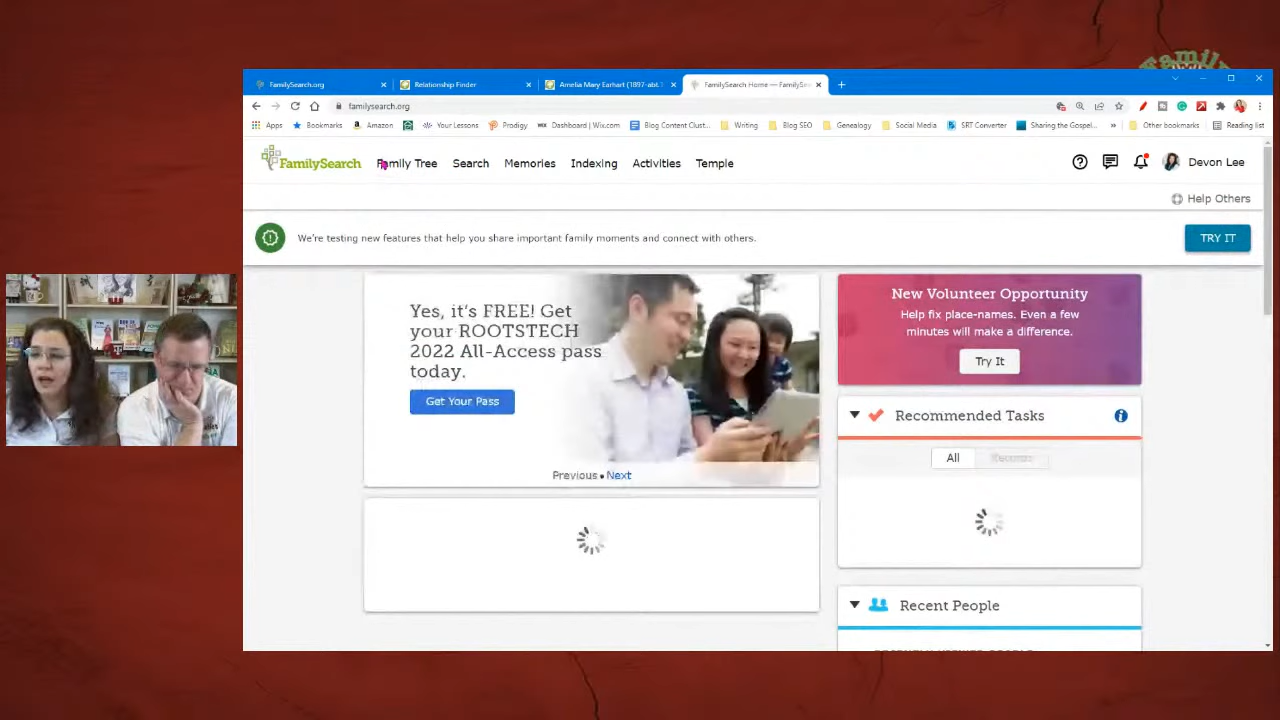 Family
FamilySearch.org
Relationship Finder
Amelia Mary Earhart (1897-abt.
FamilySearch Home — FamilySe
familysearch.org
Apps
Bookmarks
Amazon
Your Lessons
Prodigy
WIX Dashboard | Wix.com
Blog Content Clust...
Writing
Blog SEO
Genealogy
Social Media
SRT Converter
Sharing the Gospel...
»
Other bookmarks
Reading list
FamilySearch
Family Tree
Search
Memories
Indexing
Activities
Temple
Devon Lee
Help Others
We're testing new features that help you share important family moments and connect with others.
TRY IT
Yes, it's FREE! Get
your ROOTSTECH
2022 All-Access pass
today.
Get Your Pass
Previous • Next
New Volunteer Opportunity
Help fix place-names. Even a few
minutes will make a difference.
Try It
Recommended Tasks
All
Records
Recent People